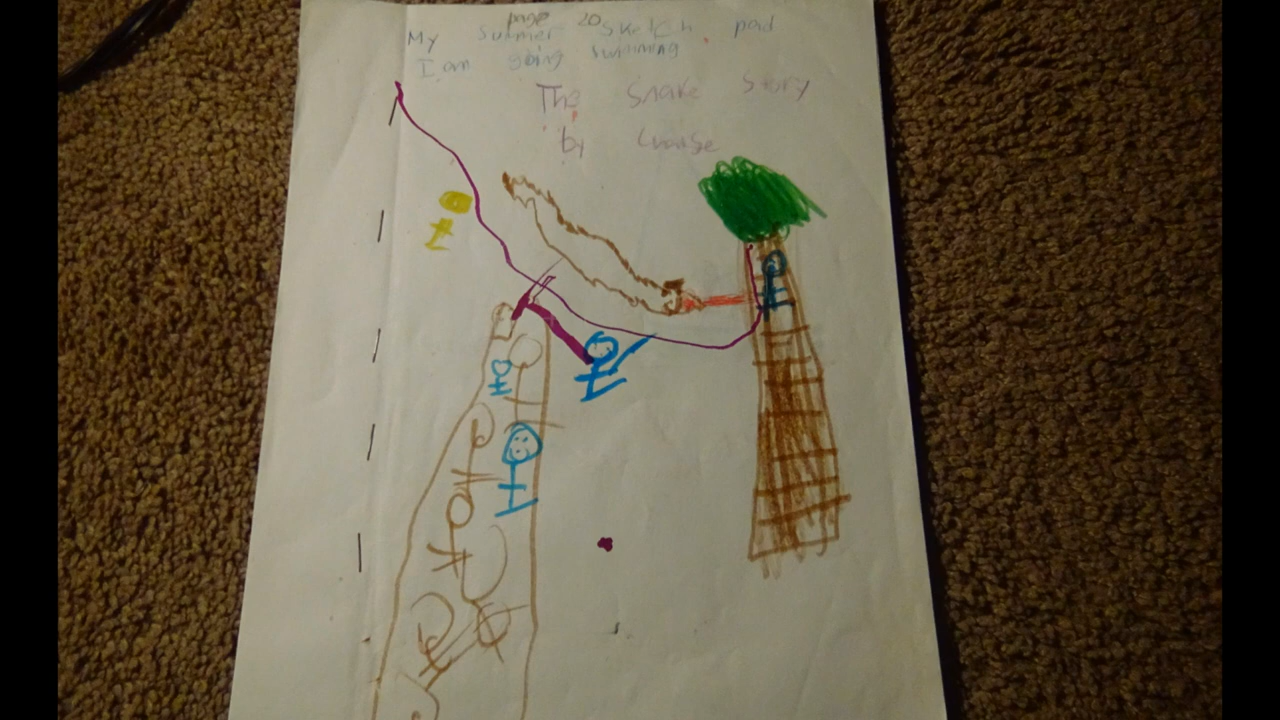 page 20
My summer sketch pad
I am going swimming
The Snake Story
by